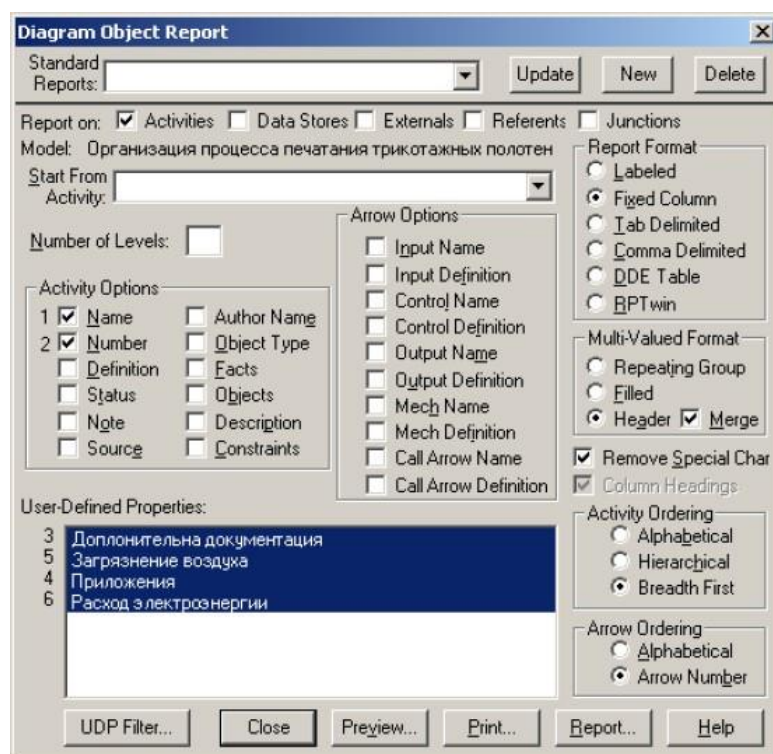 Diagram Object Report
Standard Reports:
Update New Delete
Report on: Activities Data Stores Externals Referents Junctions
Model: Организация процесса печатания трикотажных полотен
Start From Activity:
Number of Levels:
Activity Options
1 Name Author Name
2 Number Object Type
Definition Facts
Status Objects
Note Description
Source Constraints
Arrow Options
Input Name
Input Definition
Control Name
Control Definition
Output Name
Output Definition
Mech Name
Mech Definition
Call Arrow Name
Call Arrow Definition
Report Format
Labeled
Fixed Column
Tab Delimited
Comma Delimited
DDE Table
RPTwin
Multi-Valued Format
Repeating Group
Filled
Header Merge
Remove Special Char
Column Headings
Activity Ordering
Alphabetical
Hierarchical
Breadth First
Arrow Ordering
Alphabetical
Arrow Number
User-Defined Properties:
3 Доплонительна документация
5 Загрязнение воздуха
4 Приложения
6 Расход электроэнергии
UDP Filter... Close Preview... Print... Report... Help